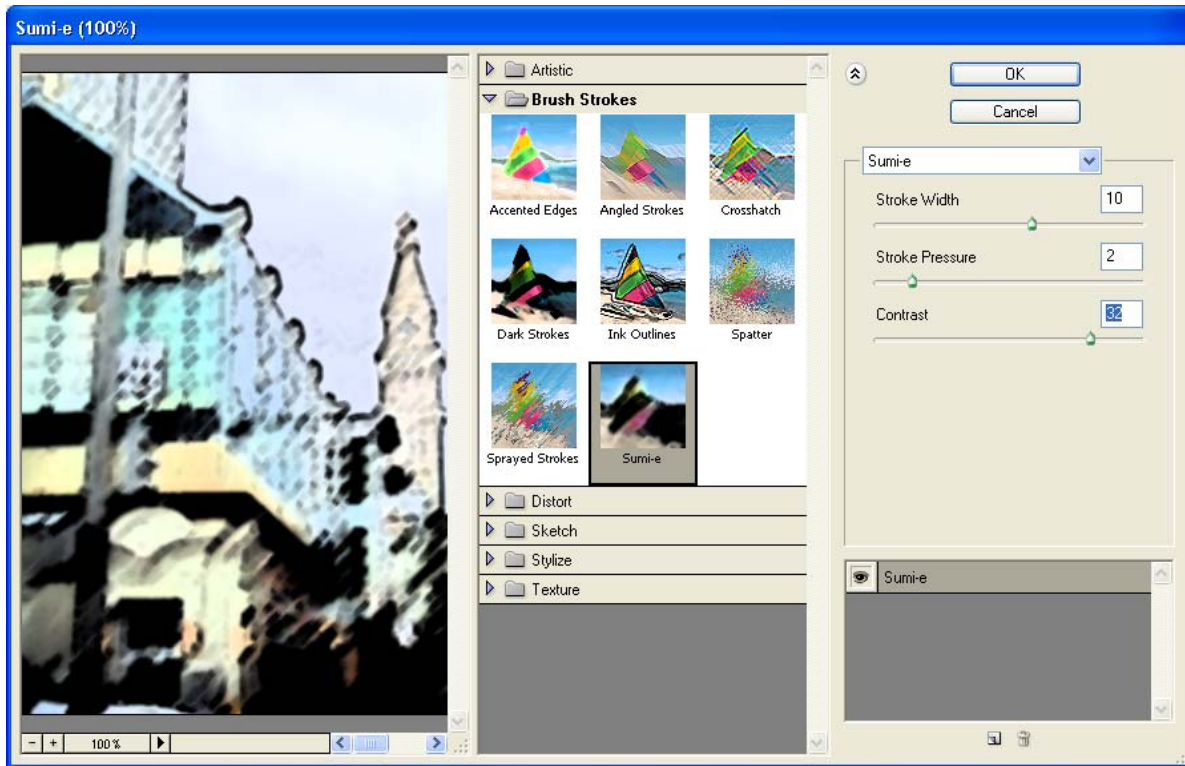 Sumi-e (100%)
100%
Artistic
Brush Strokes
Accented Edges
Angled Strokes
Crosshatch
Dark Strokes
Ink Outlines
Spatter
Sprayed Strokes
Sumi-e
Distort
Sketch
Stylize
Texture
OK
Cancel
Sumi-e
Stroke Width 10
Stroke Pressure 2
Contrast 32
Sumi-e